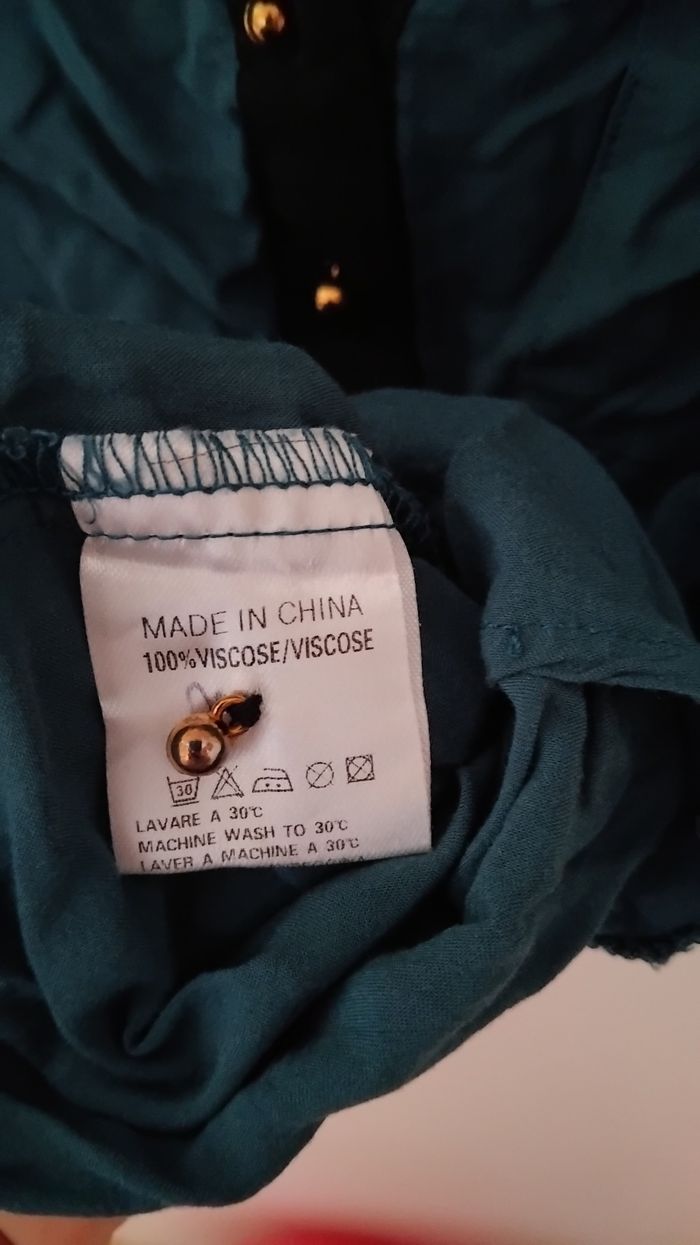 MADE IN CHINA
100%VISCOSE/VISCOSE
30
LAVARE A 30℃
MACHINE WASH TO 30℃
LAVER A MACHINE A 30℃